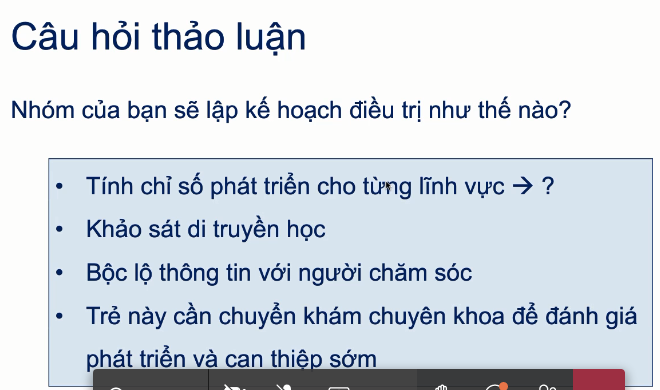 Câu hỏi thảo luận
Nhóm của bạn sẽ lập kế hoạch điều trị như thế nào?
• Tính chỉ số phát triển cho từng lĩnh vực → ?
• Khảo sát di truyền học
• Bộc lộ thông tin với người chăm sóc
• Trẻ này cần chuyển khám chuyên khoa để đánh giá
phát triển và can thiệp sớm